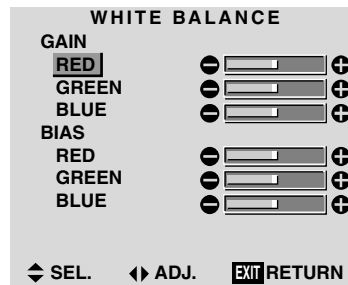 WHITE BALANCE
GAIN
RED
GREEN
BLUE
BIAS
RED
GREEN
BLUE
SEL. ADJ. EXIT RETURN